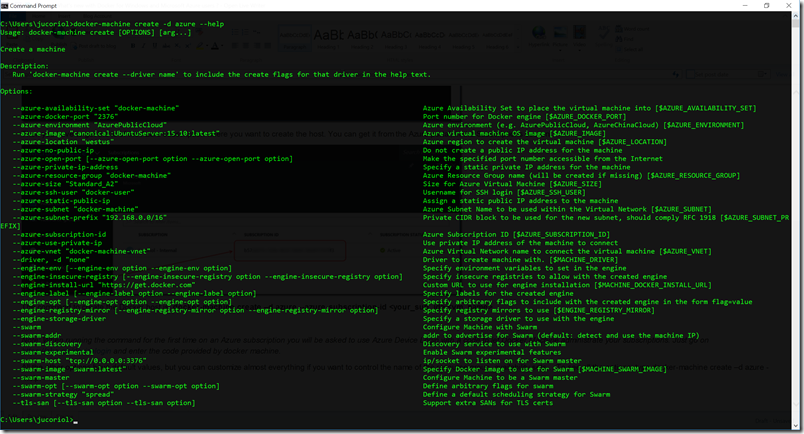 Command Prompt
C:\Users\jucoriol>docker-machine create -d azure --help
Usage: docker-machine create [OPTIONS] [arg...]
Create a machine
Description:
Run 'docker-machine create --driver name' to include the create flags for that driver in the help text.
Options:
--azure-availability-set "docker-machine" Azure Availability Set to place the virtual machine into [$AZURE_AVAILABILITY_SET]
--azure-docker-port "2376" Port number for Docker engine [$AZURE_DOCKER_PORT]
--azure-environment "AzurePublicCloud" Azure environment (e.g. AzurePublicCloud, AzureChinaCloud) [$AZURE_ENVIRONMENT]
--azure-image "canonical:UbuntuServer:15.10:latest" Azure virtual machine OS image [$AZURE_IMAGE]
--azure-location "westus" Azure region to create the virtual machine [$AZURE_LOCATION]
--azure-no-public-ip Do not create a public IP address for the machine
--azure-open-port [--azure-open-port option --azure-open-port option] Make the specified port number accessible from the Internet
--azure-private-ip-address Specify a static private IP address for the machine
--azure-resource-group "docker-machine" Azure Resource Group name (will be created if missing) [$AZURE_RESOURCE_GROUP]
--azure-size "Standard_A2" Size for Azure Virtual Machine [$AZURE_SIZE]
--azure-ssh-user "docker-user" Username for SSH login [$AZURE_SSH_USER]
--azure-static-public-ip Assign a static public IP address to the machine
--azure-subnet "docker-machine" Azure Subnet Name to be used within the Virtual Network [$AZURE_SUBNET]
--azure-subnet-prefix "192.168.0.0/16" Private CIDR block to be used for the new subnet, should comply RFC 1918 [$AZURE_SUBNET_PR
EFIX]
--azure-subscription-id Azure Subscription ID [$AZURE_SUBSCRIPTION_ID]
--azure-use-private-ip Use private IP address of the machine to connect
--azure-vnet "docker-machine-vnet" Azure Virtual Network name to connect the virtual machine [$AZURE_VNET]
--driver, -d "none" Driver to create machine with. [$MACHINE_DRIVER]
--engine-env [--engine-env option --engine-env option] Specify environment variables to set in the engine
--engine-insecure-registry [--engine-insecure-registry option --engine-insecure-registry option] Specify insecure registries to allow with the created engine
--engine-install-url "https://get.docker.com" Custom URL to use for engine installation [$MACHINE_DOCKER_INSTALL_URL]
--engine-label [--engine-label option --engine-label option] Specify labels for the created engine
--engine-opt [--engine-opt option --engine-opt option] Specify arbitrary flags to include with the created engine in the form flag=value
--engine-registry-mirror [--engine-registry-mirror option --engine-registry-mirror option] Specify registry mirrors to use [$ENGINE_REGISTRY_MIRROR]
--engine-storage-driver Specify a storage driver to use with the engine
--swarm Configure Machine with Swarm
--swarm-addr addr to advertise for Swarm (default: detect and use the machine IP)
--swarm-discovery Discovery service to use with Swarm
--swarm-experimental Enable Swarm experimental features
--swarm-host "tcp://0.0.0.0:3376" ip/socket to listen on for Swarm master
--swarm-image "swarm:latest" Specify Docker image to use for Swarm [$MACHINE_SWARM_IMAGE]
--swarm-master Configure Machine to be a Swarm master
--swarm-opt [--swarm-opt option --swarm-opt option] Define arbitrary flags for swarm
--swarm-strategy "spread" Define a default scheduling strategy for Swarm
--tls-san [--tls-san option --tls-san option] Support extra SANs for TLS certs
C:\Users\jucoriol>